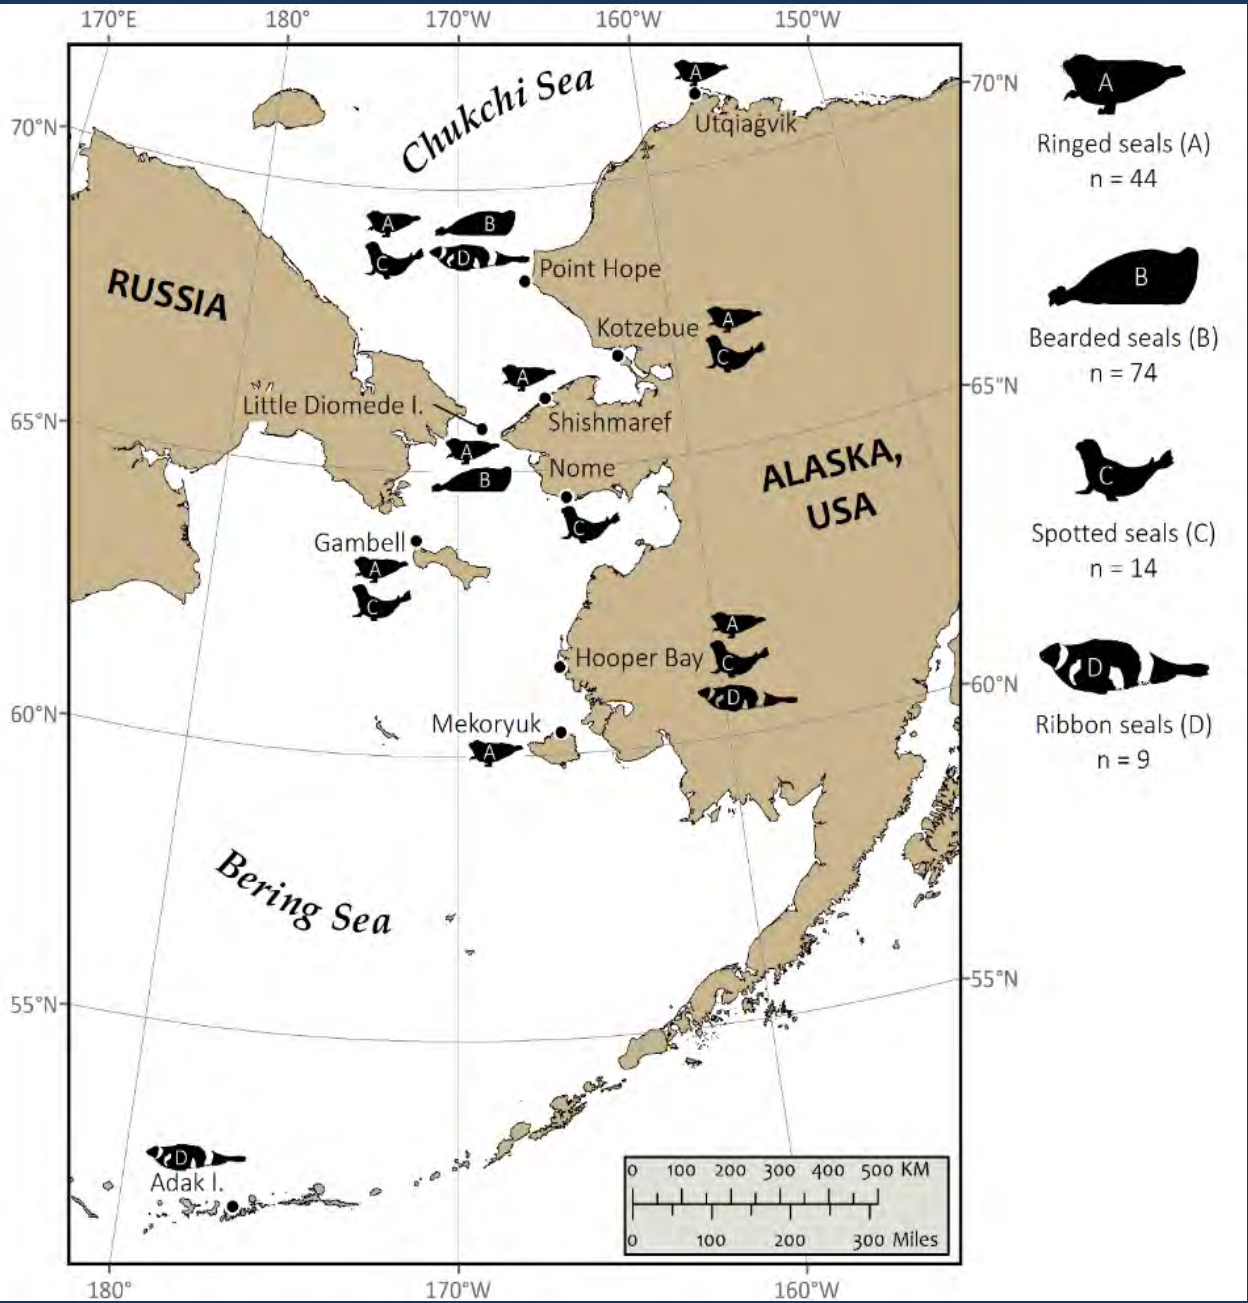 170°E 180° 170°W 160°W 150°W
70°N
70°N
65°N
65°N
60°N
60°N
55°N
55°N
180° 170°W 160°W
Chukchi Sea
A
Utqiaġvik
A B
C D
Point Hope
RUSSIA
Kotzebue
A
C
A
Shishmaref
Little Diomede I.
A
B
Nome
C
ALASKA,
USA
Gambell
A
C
Hooper Bay
A
C
D
Mekoryuk
A
Bering Sea
D
Adak I.
0 100 200 300 400 500 KM
0 100 200 300 Miles
A
Ringed seals (A)
n = 44
B
Bearded seals (B)
n = 74
C
Spotted seals (C)
n = 14
D
Ribbon seals (D)
n = 9